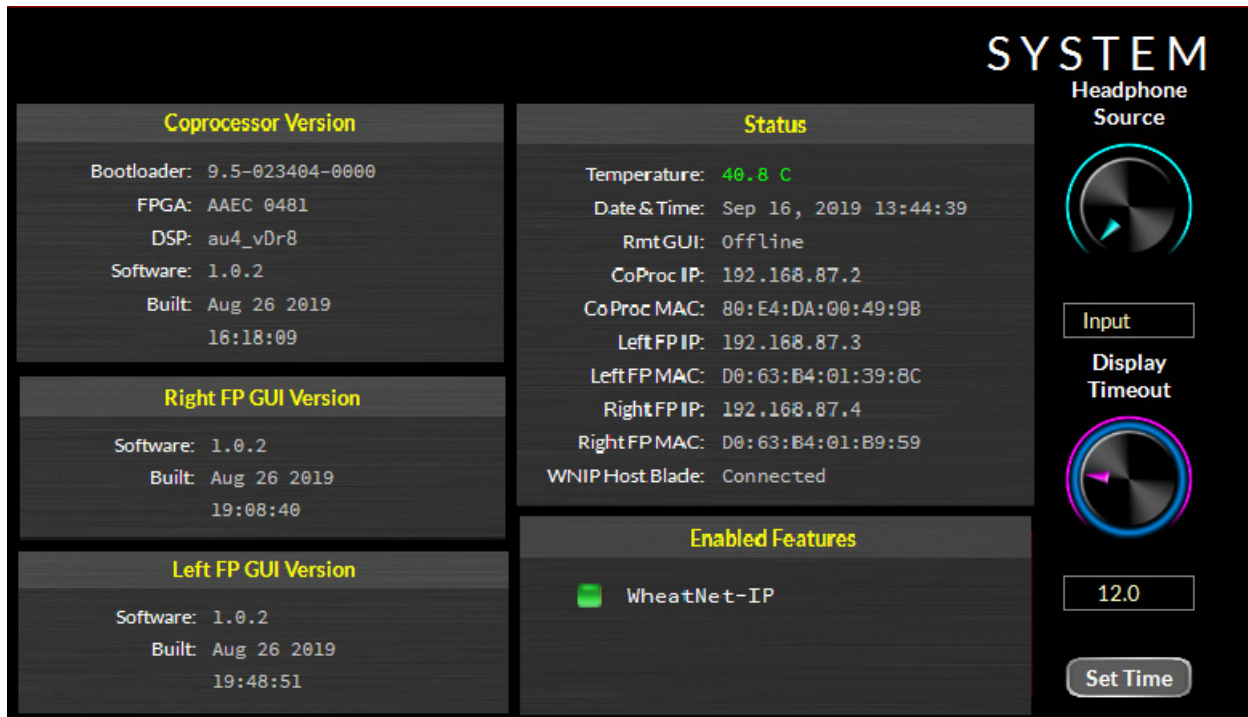 SYSTEM
Coprocessor Version
Bootloader: 9.5-023404-0000
FPGA: AAEC 0481
DSP: au4_vDr8
Software: 1.0.2
Built: Aug 26 2019
16:18:09
Right FP GUI Version
Software: 1.0.2
Built: Aug 26 2019
19:08:40
Left FP GUI Version
Software: 1.0.2
Built: Aug 26 2019
19:48:51
Status
Temperature: 40.8 C
Date & Time: Sep 16, 2019 13:44:39
Rmt GUI: Offline
CoProc IP: 192.168.87.2
CoProc MAC: 80:E4:DA:00:49:9B
Left FP IP: 192.168.87.3
Left FP MAC: D0:63:B4:01:39:8C
Right FP IP: 192.168.87.4
Right FP MAC: D0:63:B4:01:B9:59
WNIP Host Blade: Connected
Enabled Features
WheatNet-IP
Headphone
Source
Input
Display
Timeout
12.0
Set Time